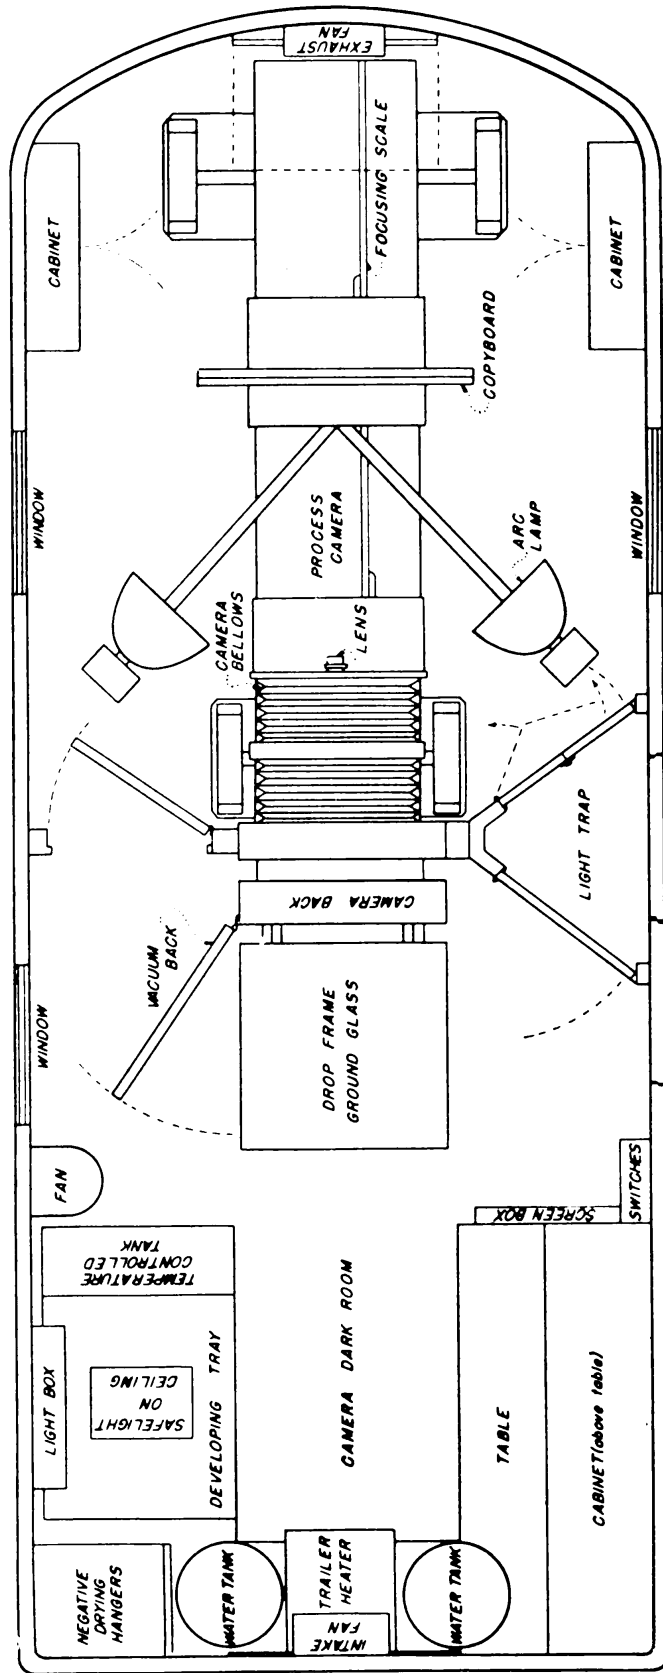 EXHAUST
FAN
FOCUSING SCALE
CABINET
CABINET
COPYBOARD
WINDOW
PROCESS
CAMERA
ARC
LAMP
WINDOW
CAMERA
BELLOWS
LENS
LIGHT TRAP
CAMERA BACK
VACUUM
BACK
WINDOW
DROP FRAME
GROUND GLASS
FAN
SWITCHES
SCREEN BOX
TEMPERATURE
CONTROLLED
TANK
LIGHT BOX
SAFELIGHT
ON
CEILING
DEVELOPING TRAY
CAMERA DARK ROOM
TABLE
CABINET (above table)
NEGATIVE
DRYING
HANGERS
WATER TANK
TRAILER
HEATER
INTAKE
FAN
WATER TANK